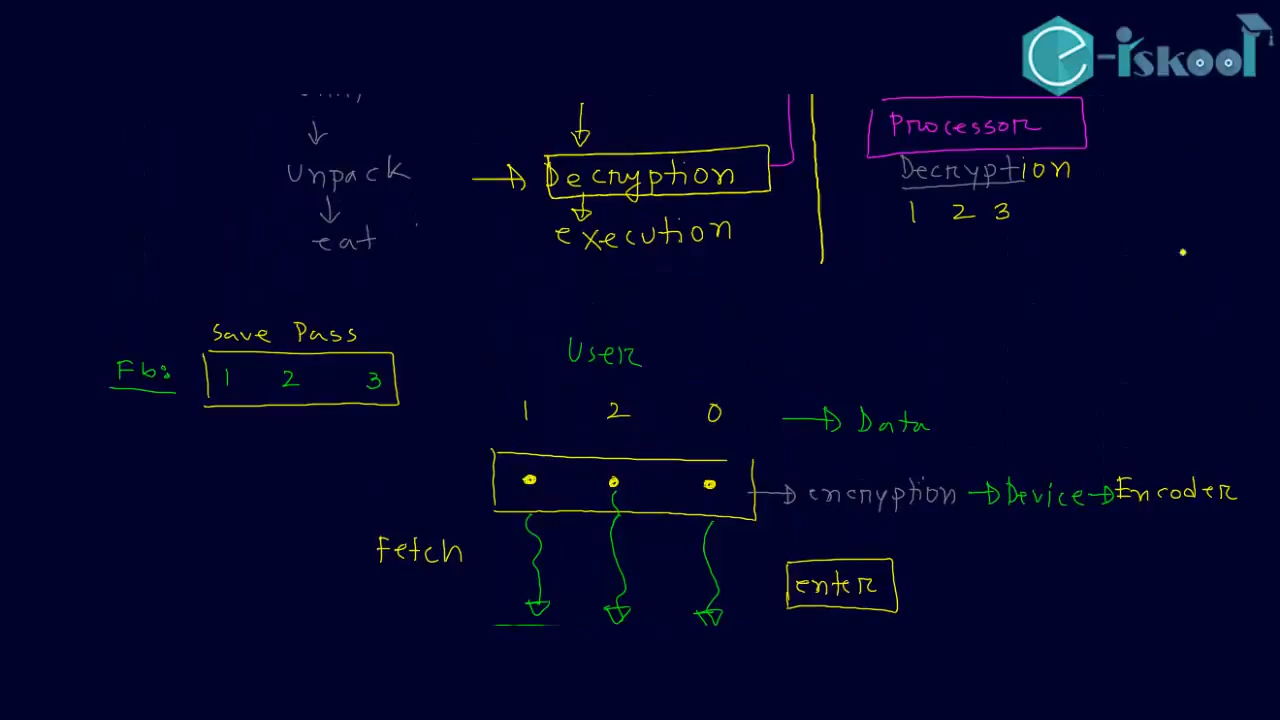 e-iskool
Processor
Unpack
Decryption
Decryption
eat
execution
1 2 3
Save Pass
User
Fb:
1 2 3
1 2 0
Data
encryption
Device
Encoder
Fetch
enter